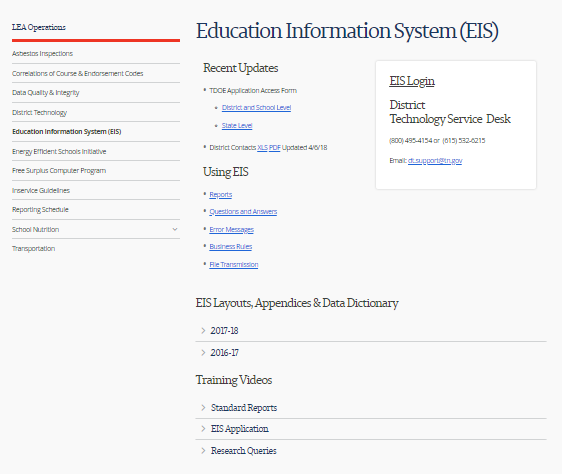 LEA Operations
Asbestos Inspections
Correlations of Course & Endorsement Codes
Data Quality & Integrity
District Technology
Education Information System (EIS)
Energy Efficient Schools Initiative
Free Surplus Computer Program
Inservice Guidelines
Reporting Schedule
School Nutrition
Transportation
Education Information System (EIS)
Recent Updates
TDOE Application Access Form
District and School Level
State Level
District Contacts XLS PDF Updated 4/6/18
Using EIS
Reports
Questions and Answers
Error Messages
Business Rules
File Transmission
EIS Login
District
Technology Service Desk
(800) 495-4154 or (615) 532-6215
Email: dt.support@tn.gov
EIS Layouts, Appendices & Data Dictionary
2017-18
2016-17
Training Videos
Standard Reports
EIS Application
Research Queries